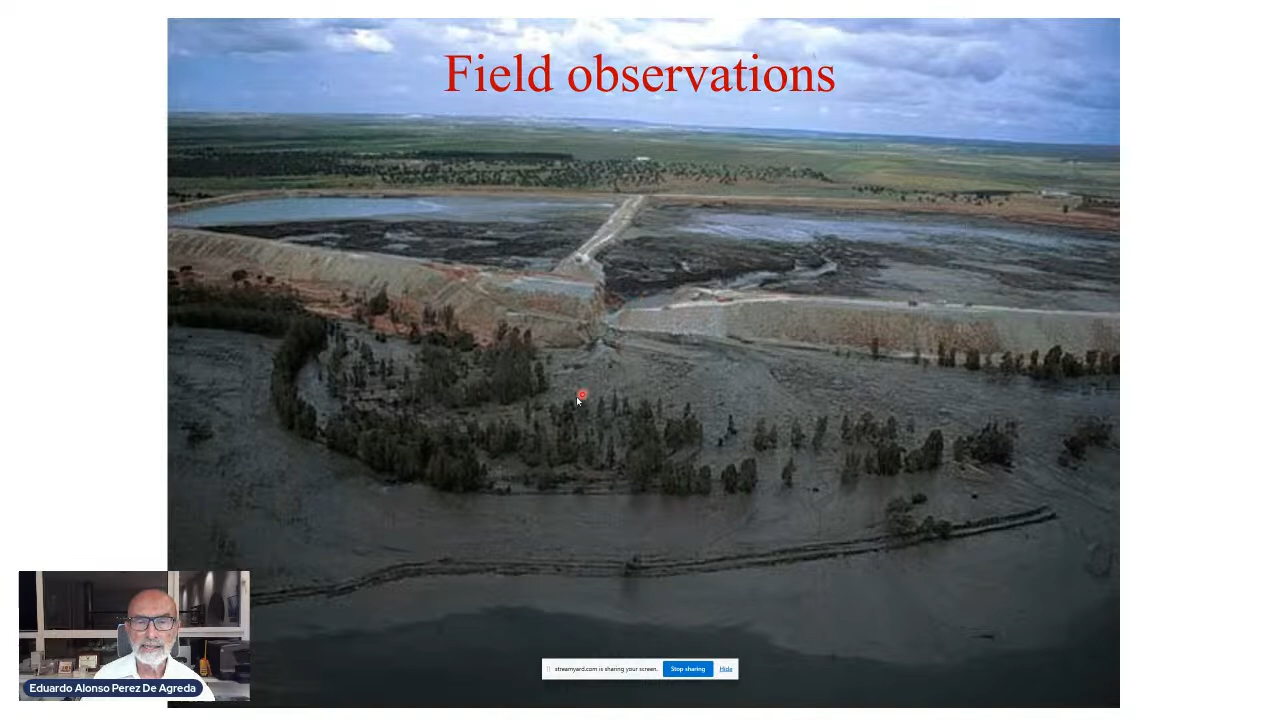 Field observations
streamyard.com is sharing your screen.
Stop sharing
Hide
Eduardo Alonso Perez De Agreda